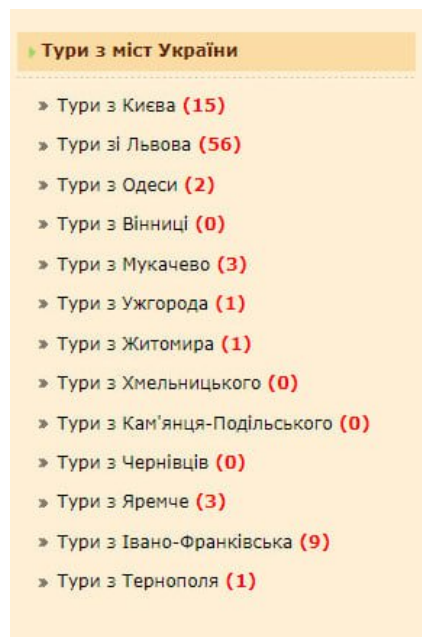 Тури з міст України
Тури з Києва (15)
Тури зі Львова (56)
Тури з Одеси (2)
Тури з Вінниці (0)
Тури з Мукачево (3)
Тури з Ужгорода (1)
Тури з Житомира (1)
Тури з Хмельницького (0)
Тури з Кам'янця-Подільського (0)
Тури з Чернівців (0)
Тури з Яремче (3)
Тури з Івано-Франківська (9)
Тури з Тернополя (1)